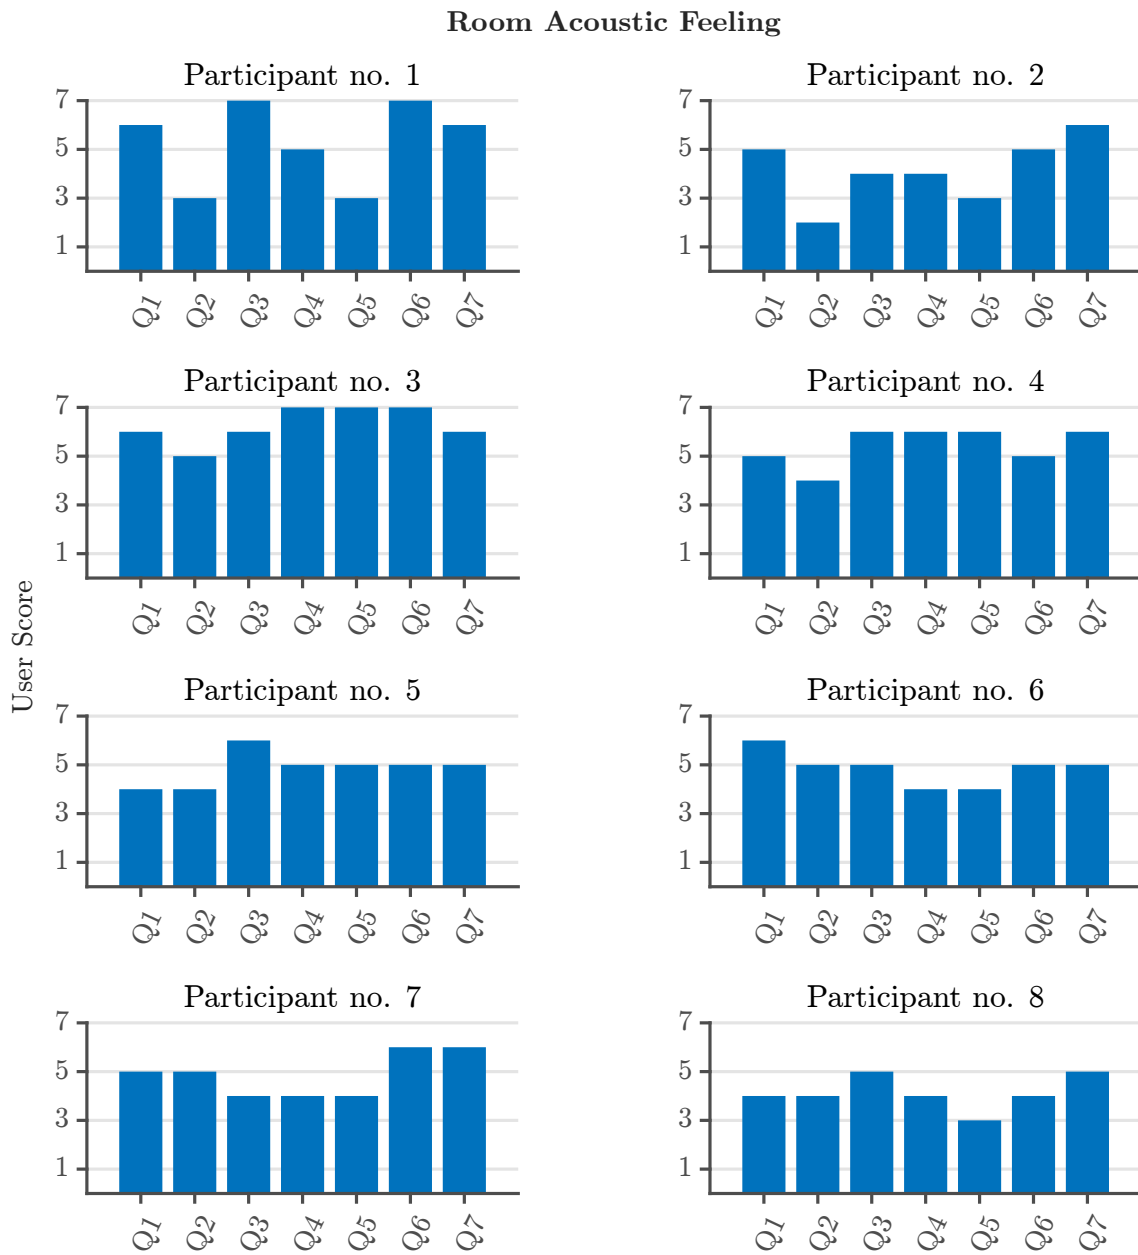 Room Acoustic Feeling
User Score
Participant no. 1
7
5
3
1
Q1 Q2 Q3 Q4 Q5 Q6 Q7
Participant no. 2
7
5
3
1
Q1 Q2 Q3 Q4 Q5 Q6 Q7
Participant no. 3
7
5
3
1
Q1 Q2 Q3 Q4 Q5 Q6 Q7
Participant no. 4
7
5
3
1
Q1 Q2 Q3 Q4 Q5 Q6 Q7
Participant no. 5
7
5
3
1
Q1 Q2 Q3 Q4 Q5 Q6 Q7
Participant no. 6
7
5
3
1
Q1 Q2 Q3 Q4 Q5 Q6 Q7
Participant no. 7
7
5
3
1
Q1 Q2 Q3 Q4 Q5 Q6 Q7
Participant no. 8
7
5
3
1
Q1 Q2 Q3 Q4 Q5 Q6 Q7